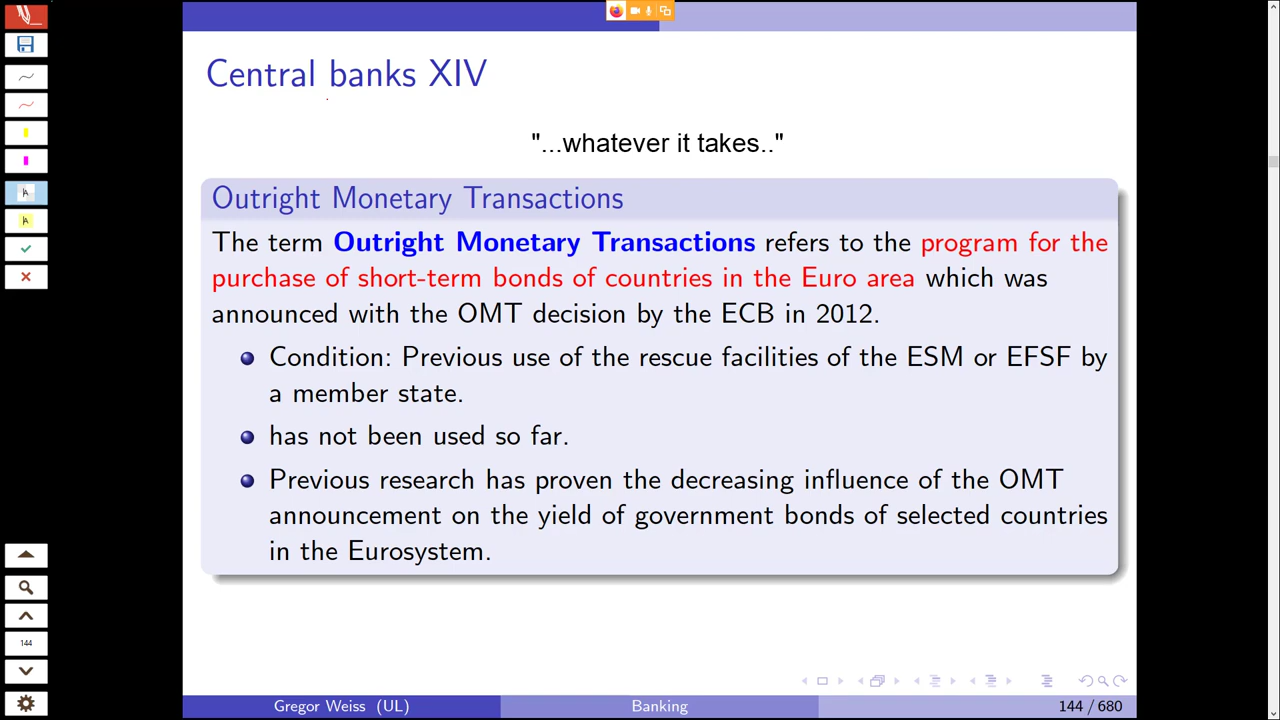 Central banks XIV
"...whatever it takes.."
Outright Monetary Transactions
The term Outright Monetary Transactions refers to the program for the
purchase of short-term bonds of countries in the Euro area which was
announced with the OMT decision by the ECB in 2012.
Condition: Previous use of the rescue facilities of the ESM or EFSF by
a member state.
has not been used so far.
Previous research has proven the decreasing influence of the OMT
announcement on the yield of government bonds of selected countries
in the Eurosystem.
144
Gregor Weiss (UL) Banking 144 / 680